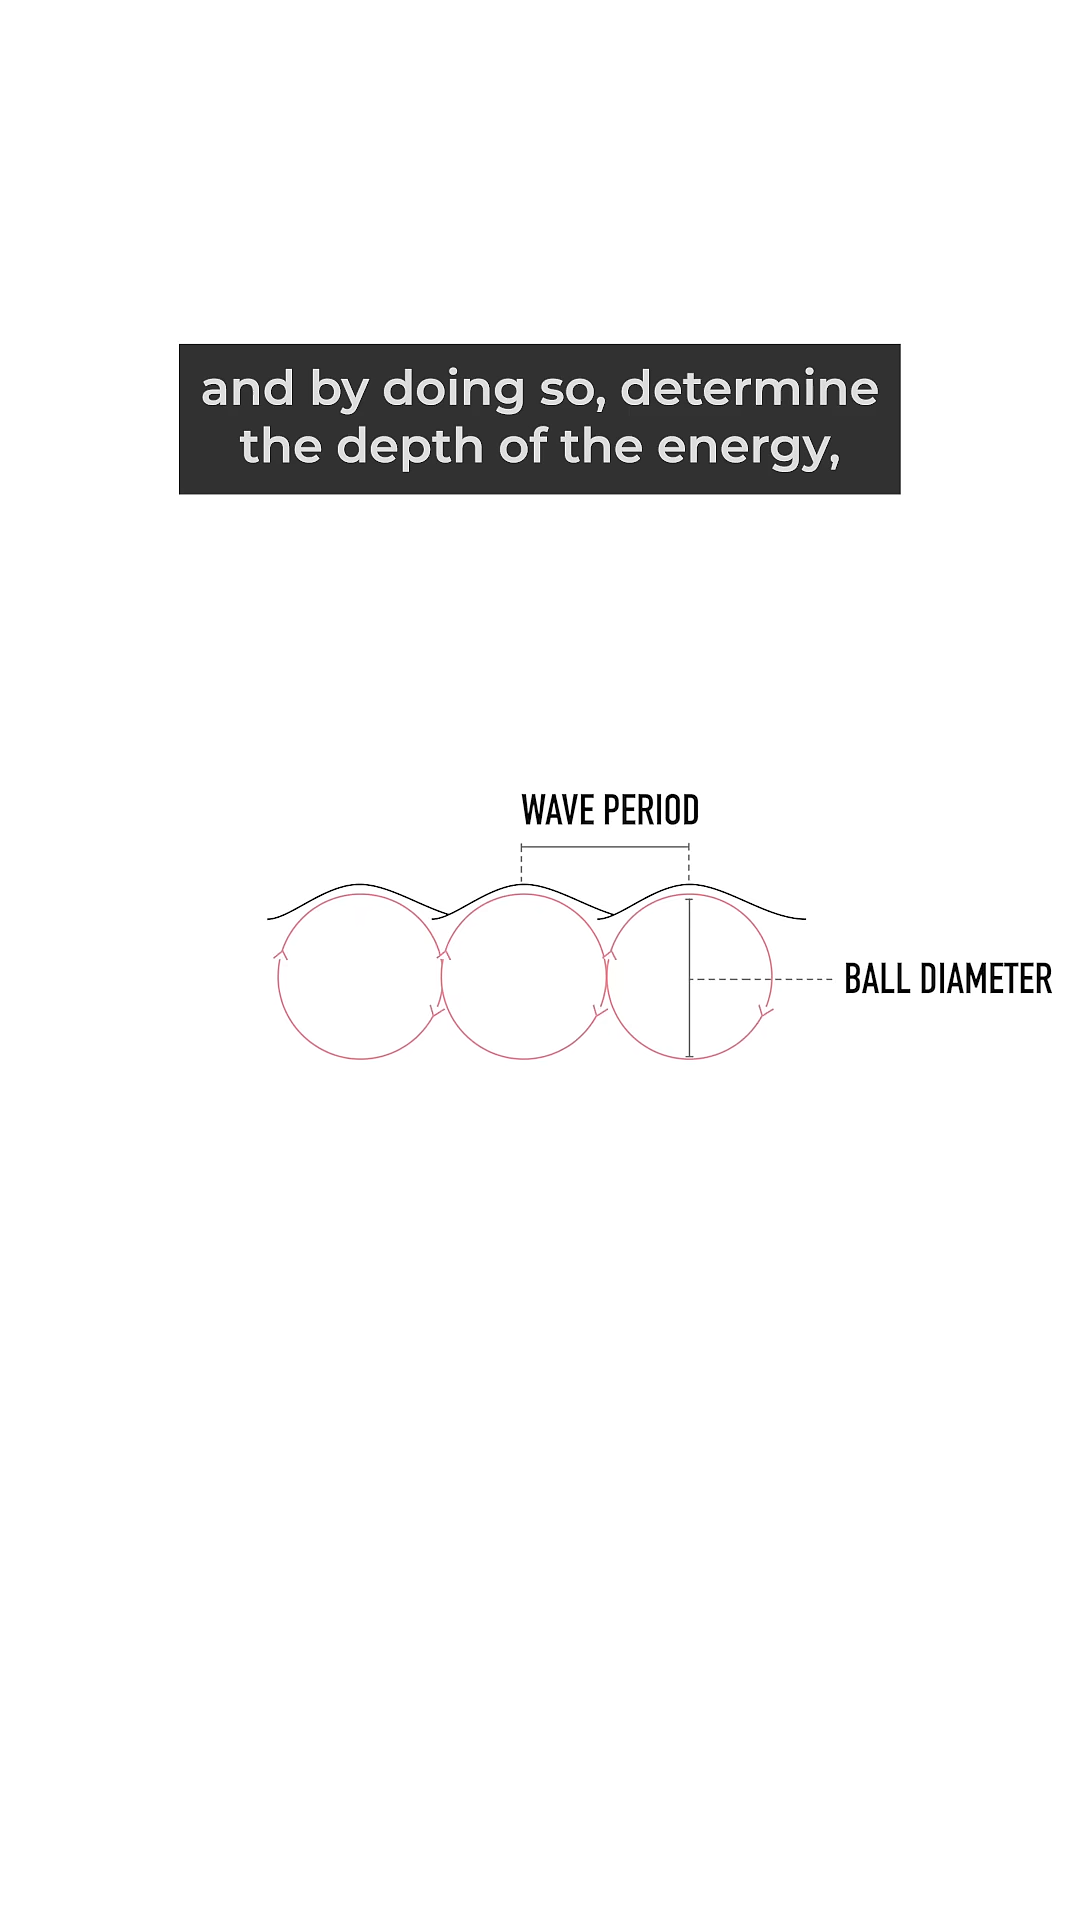 and by doing so, determine
the depth of the energy,
WAVE PERIOD
BALL DIAMETER